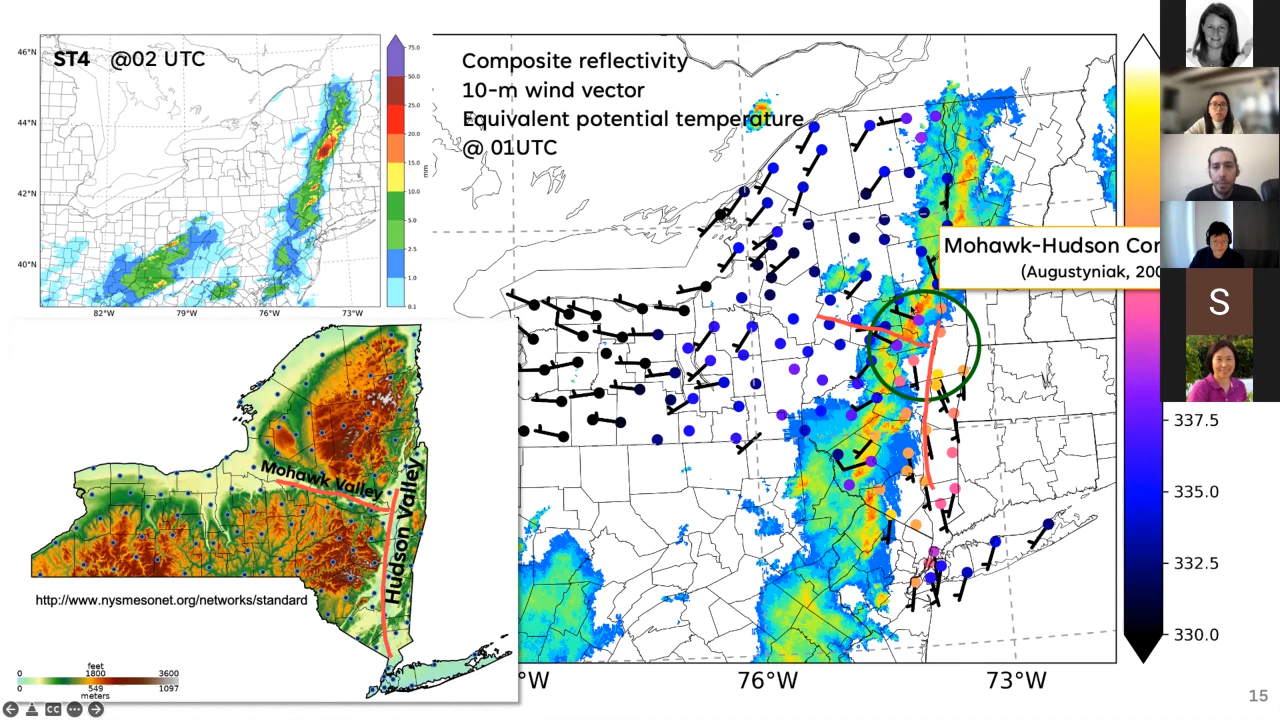 ST4 @02 UTC
46°N
44°N
42°N
40°N
82°W 79°W 76°W 73°W
75.0
50.0
25.0
20.0
15.0
10.0
5.0
2.5
1.0
0.1
mm
Composite reflectivity
10-m wind vector
Equivalent potential temperature
@ 01UTC
Mohawk-Hudson Con
(Augustyniak, 200
S
337.5
335.0
332.5
330.0
Mohawk Valley
Hudson Valley
http://www.nysmesonet.org/networks/standard
feet
0 1800 3600
0 549 1097
meters
°W 76°W 73°W
15
CC